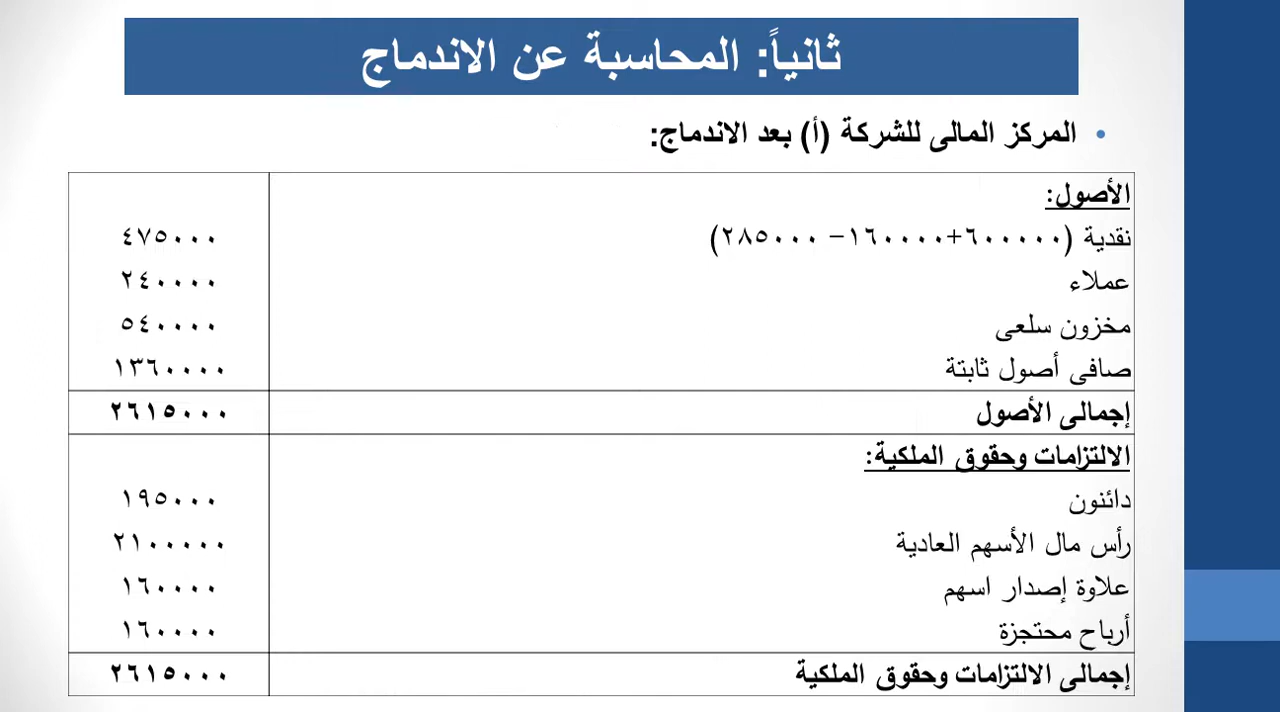 ثانياً: المحاسبة عن الاندماج
• المركز المالى للشركة (أ) بعد الاندماج:
الأصول:
نقدية (٦٠٠٠٠٠+١٦٠٠٠٠− ٢٨٥٠٠٠) ٤٧٥٠٠٠
عملاء ٢٤٠٠٠٠
مخزون سلعى ٥٤٠٠٠٠
صافى أصول ثابتة ١٣٦٠٠٠٠
إجمالى الأصول ٢٦١٥٠٠٠
الالتزامات وحقوق الملكية:
دائنون ١٩٥٠٠٠
رأس مال الأسهم العادية ٢١٠٠٠٠٠
علاوة إصدار اسهم ١٦٠٠٠٠
أرباح محتجزة ١٦٠٠٠٠
إجمالى الالتزامات وحقوق الملكية ٢٦١٥٠٠٠